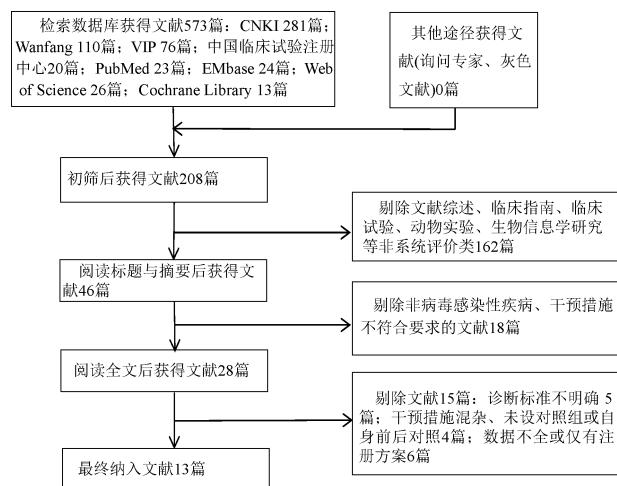 检索数据库获得文献573篇：CNKI 281篇；
Wanfang 110篇；VIP 76篇；中国临床试验注册
中心20篇；PubMed 23篇；EMbase 24篇；Web
of Science 26篇；Cochrane Library 13篇
其他途径获得文
献(询问专家、灰色
文献)0篇
初筛后获得文献208篇
剔除文献综述、临床指南、临床
试验、动物实验、生物信息学研究
等非系统评价类162篇
阅读标题与摘要后获得文
献46篇
剔除非病毒感染性疾病、干预措施
不符合要求的文献18篇
阅读全文后获得文献28篇
剔除文献15篇：诊断标准不明确 5
篇；干预措施混杂、未设对照组或自
身前后对照4篇；数据不全或仅有注
册方案6篇
最终纳入文献13篇